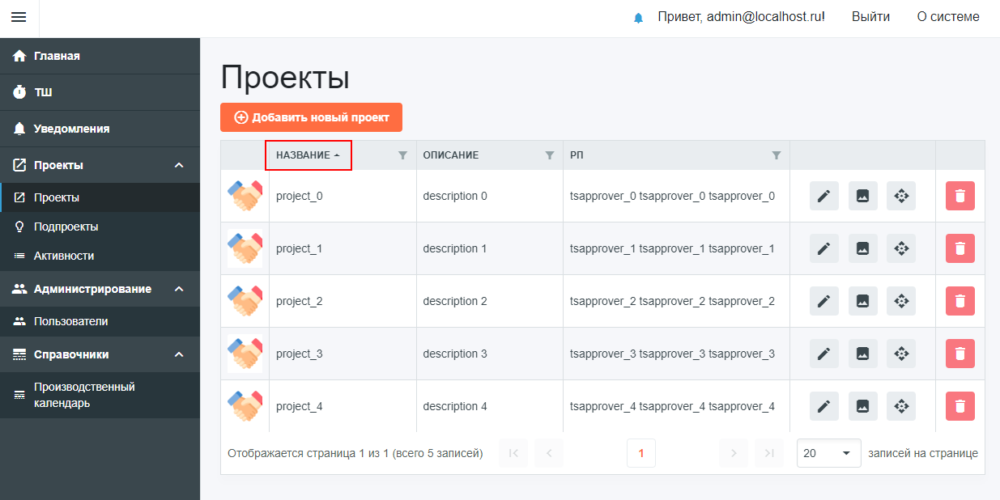 Привет, admin@localhost.ru! Выйти О системе
Главная
ТШ
Уведомления
Проекты
Проекты
Подпроекты
Активности
Администрирование
Пользователи
Справочники
Производственный
календарь
Проекты
Добавить новый проект
НАЗВАНИЕ ОПИСАНИЕ РП
project_0 description 0 tsapprover_0 tsapprover_0 tsapprover_0
project_1 description 1 tsapprover_1 tsapprover_1 tsapprover_1
project_2 description 2 tsapprover_2 tsapprover_2 tsapprover_2
project_3 description 3 tsapprover_3 tsapprover_3 tsapprover_3
project_4 description 4 tsapprover_4 tsapprover_4 tsapprover_4
Отображается страница 1 из 1 (всего 5 записей) 1 20 записей на странице